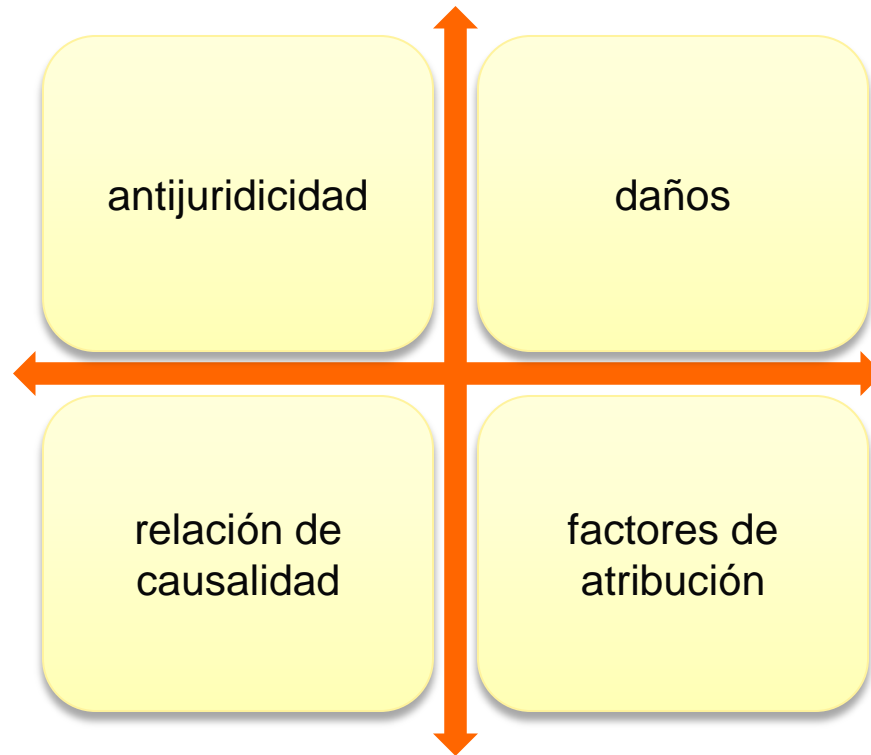 antijuridicidad
daños
relación de
causalidad
factores de
atribución